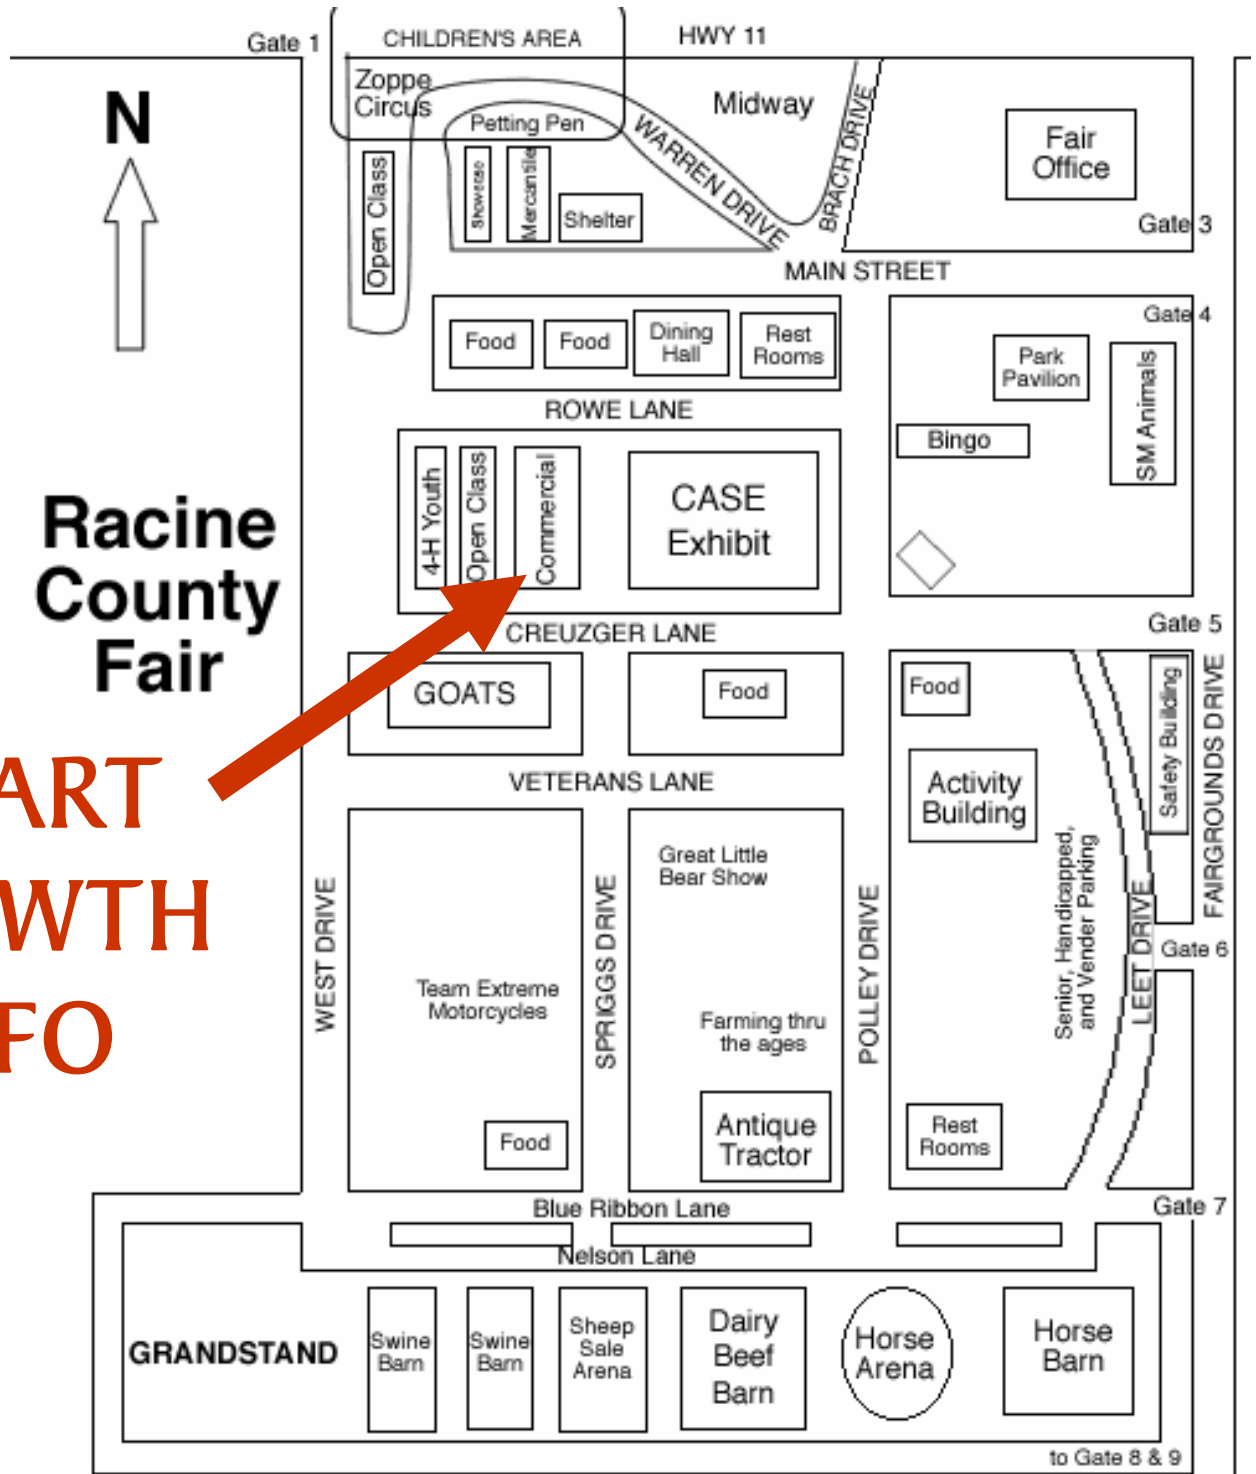 Gate 1
CHILDREN'S AREA
HWY 11
Zoppe
Circus
Petting Pen
Midway
WARREN DRIVE
BRACH DRIVE
Fair
Office
Gate 3
N
Open Class
Showcase
Mercantile
Shelter
MAIN STREET
Gate 4
Food
Food
Dining
Hall
Rest
Rooms
Park
Pavilion
SM Animals
ROWE LANE
Bingo
4-H Youth
Open Class
Commercial
CASE
Exhibit
Racine
County
Fair
CREUZGER LANE
Gate 5
GOATS
Food
Food
Safety Building
FAIRGROUNDS DRIVE
ART
WTH
FO
VETERANS LANE
Activity
Building
Great Little
Bear Show
Senior, Handicapped,
and Vender Parking
LEET DRIVE
Gate 6
WEST DRIVE
SPRIGGS DRIVE
POLLEY DRIVE
Team Extreme
Motorcycles
Farming thru
the ages
Food
Antique
Tractor
Rest
Rooms
Blue Ribbon Lane
Gate 7
Nelson Lane
GRANDSTAND
Swine
Barn
Swine
Barn
Sheep
Sale
Arena
Dairy
Beef
Barn
Horse
Arena
Horse
Barn
to Gate 8 & 9